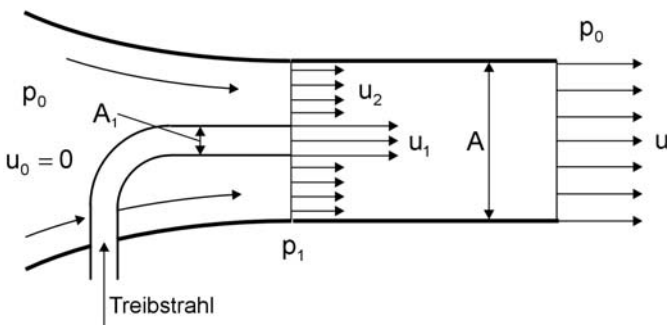 p₀
p₀
u₂
A₁
u₁
A
u
u₀ = 0
p₁
Treibstrahl